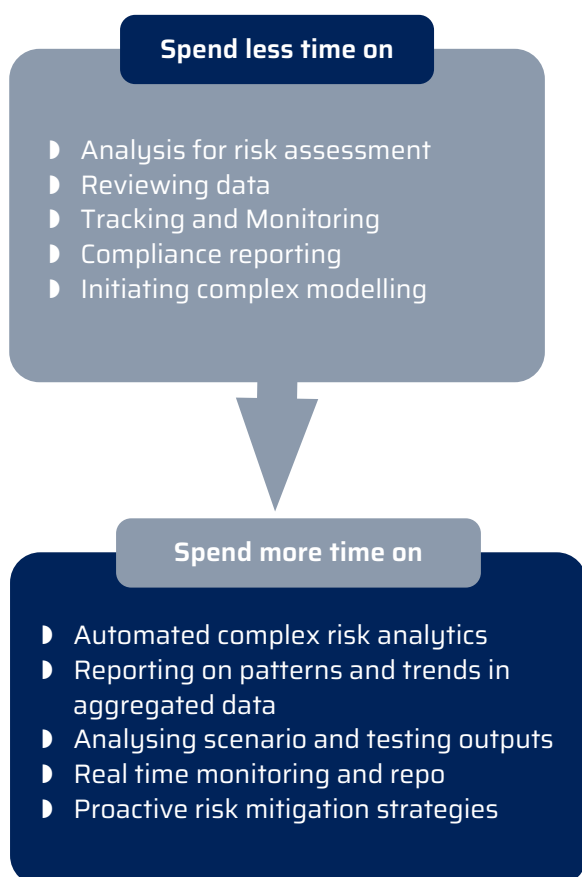 Spend less time on
Analysis for risk assessment
Reviewing data
Tracking and Monitoring
Compliance reporting
Initiating complex modelling
Spend more time on
Automated complex risk analytics
Reporting on patterns and trends in
aggregated data
Analysing scenario and testing outputs
Real time monitoring and repo
Proactive risk mitigation strategies